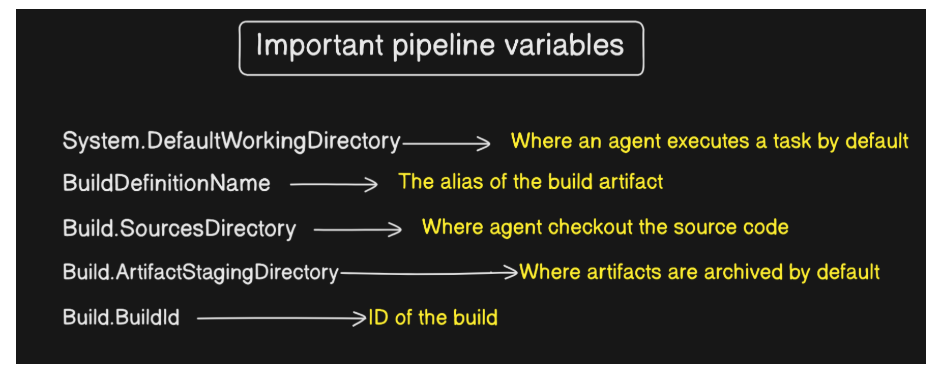 Important pipeline variables
System.DefaultWorkingDirectory Where an agent executes a task by default
BuildDefinitionName The alias of the build artifact
Build.SourcesDirectory Where agent checkout the source code
Build.ArtifactStagingDirectory Where artifacts are archived by default
Build.BuildId ID of the build